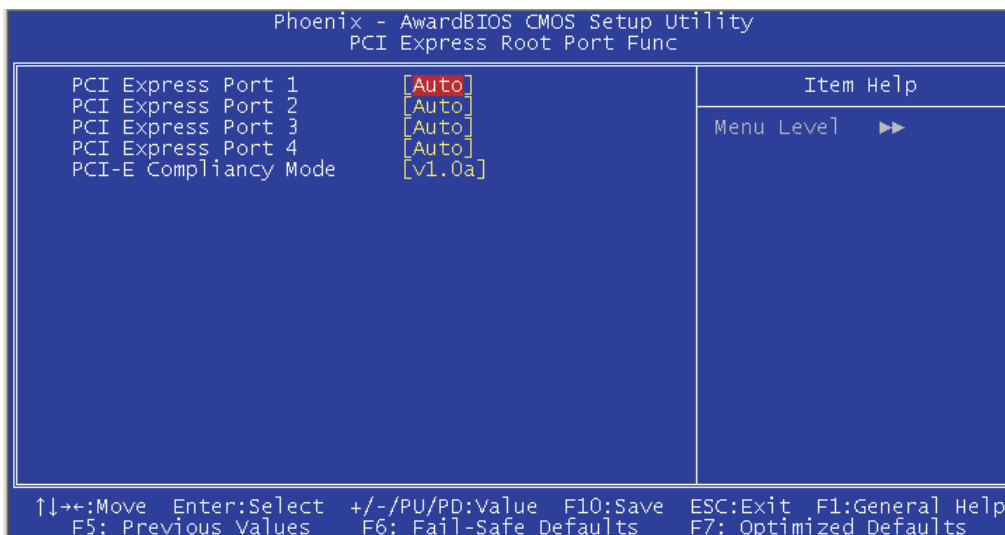 Phoenix - AwardBIOS CMOS Setup Utility
PCI Express Root Port Func
PCI Express Port 1 [Auto]
PCI Express Port 2 [Auto]
PCI Express Port 3 [Auto]
PCI Express Port 4 [Auto]
PCI-E Compliancy Mode [v1.0a]
Item Help
Menu Level ▶▶
↑↓→←:Move Enter:Select +/-/PU/PD:Value F10:Save ESC:Exit F1:General Help
F5: Previous Values F6: Fail-Safe Defaults F7: Optimized Defaults